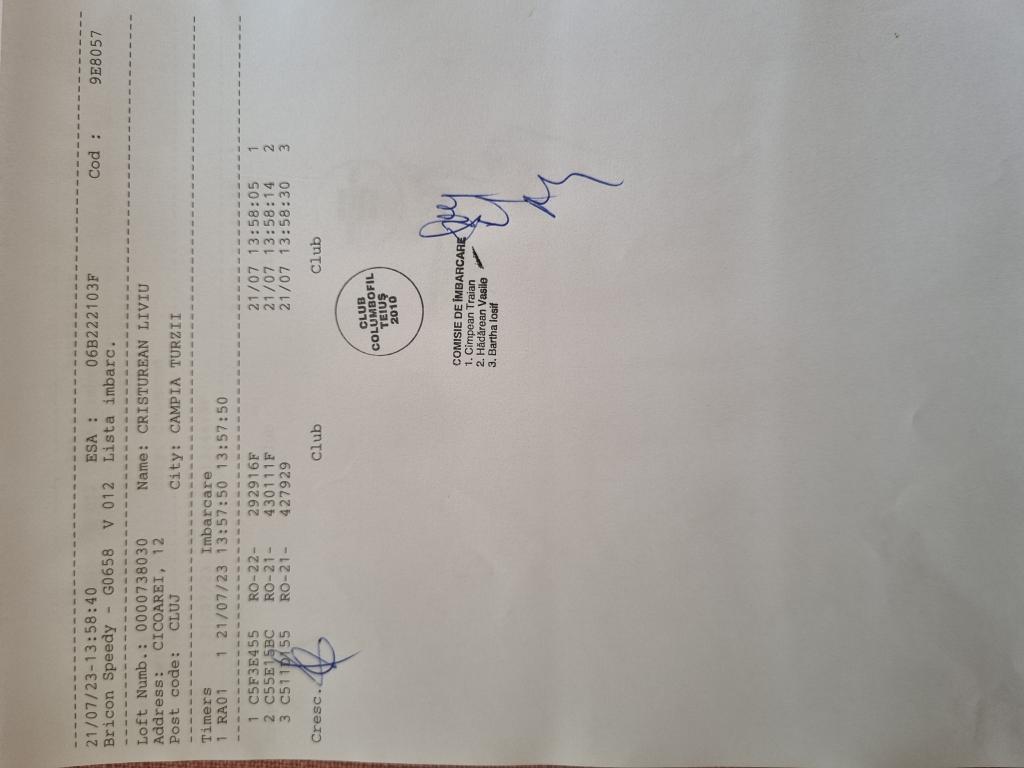 21/07/23-13:58:40 ESA : 06B222103F Cod : 9E8057
Bricon Speedy - G0658 V 012 Lista imbarc.
Loft Numb.: 0000738030 Name: CRISTUREAN LIVIU
Address: CICOAREI, 12
Post code: CLUJ City: CAMPIA TURZII
Timers Imbarcare
1 RA01 1 21/07/23 13:57:50 13:57:50
1 C5F3E455 RO-22- 292916F 21/07 13:58:05 1
2 C55E15BC RO-21- 430111F 21/07 13:58:14 2
3 RO-21- 427929 21/07 13:58:30 3
Cresc. Club Club
CLUB
COLUMBOFIL
TEIUȘ
2010
COMISIE DE ÎMBARCARE
1. Cîmpean Traian
2. Hădărean Vasile
3. Bartha Iosif